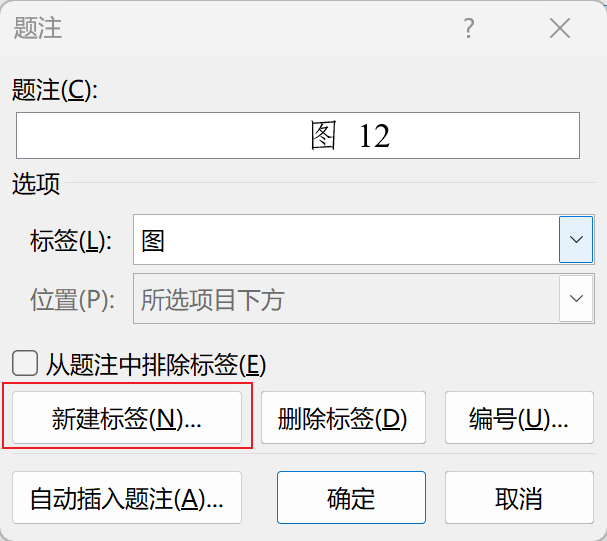 题注 ?
题注(C):
图 12
选项
标签(L): 图
位置(P): 所选项目下方
从题注中排除标签(E)
新建标签(N)... 删除标签(D) 编号(U)...
自动插入题注(A)... 确定 取消